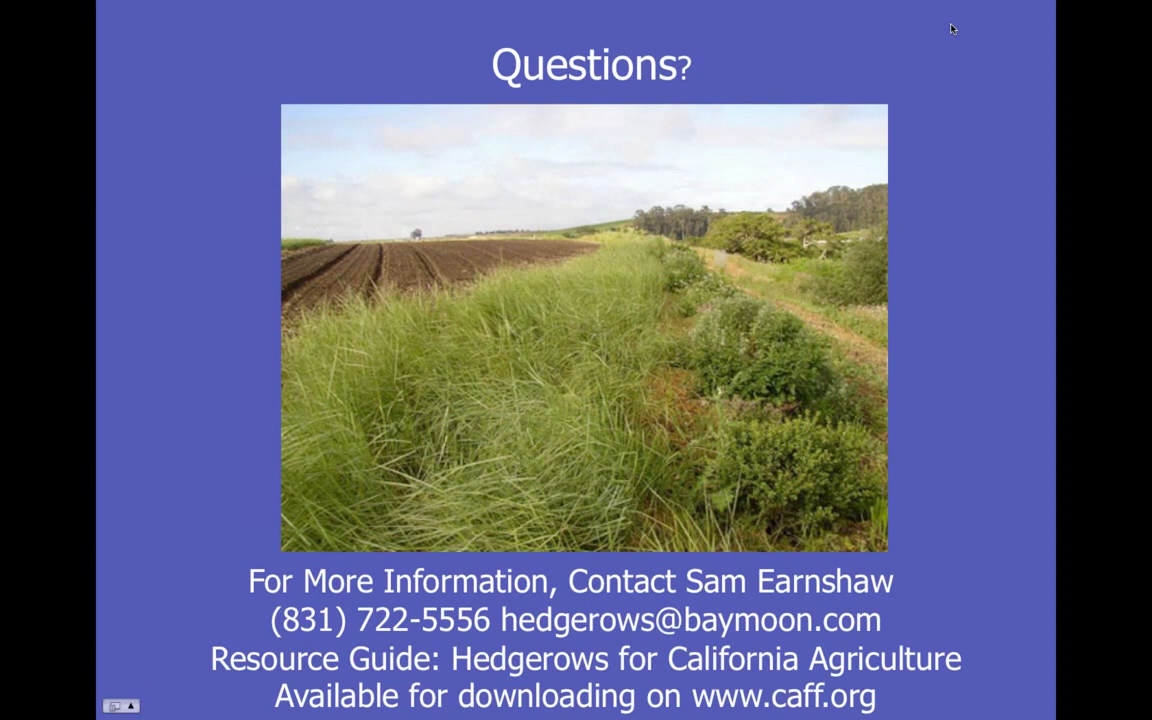 Questions?
For More Information, Contact Sam Earnshaw
(831) 722-5556 hedgerows@baymoon.com
Resource Guide: Hedgerows for California Agriculture
Available for downloading on www.caff.org